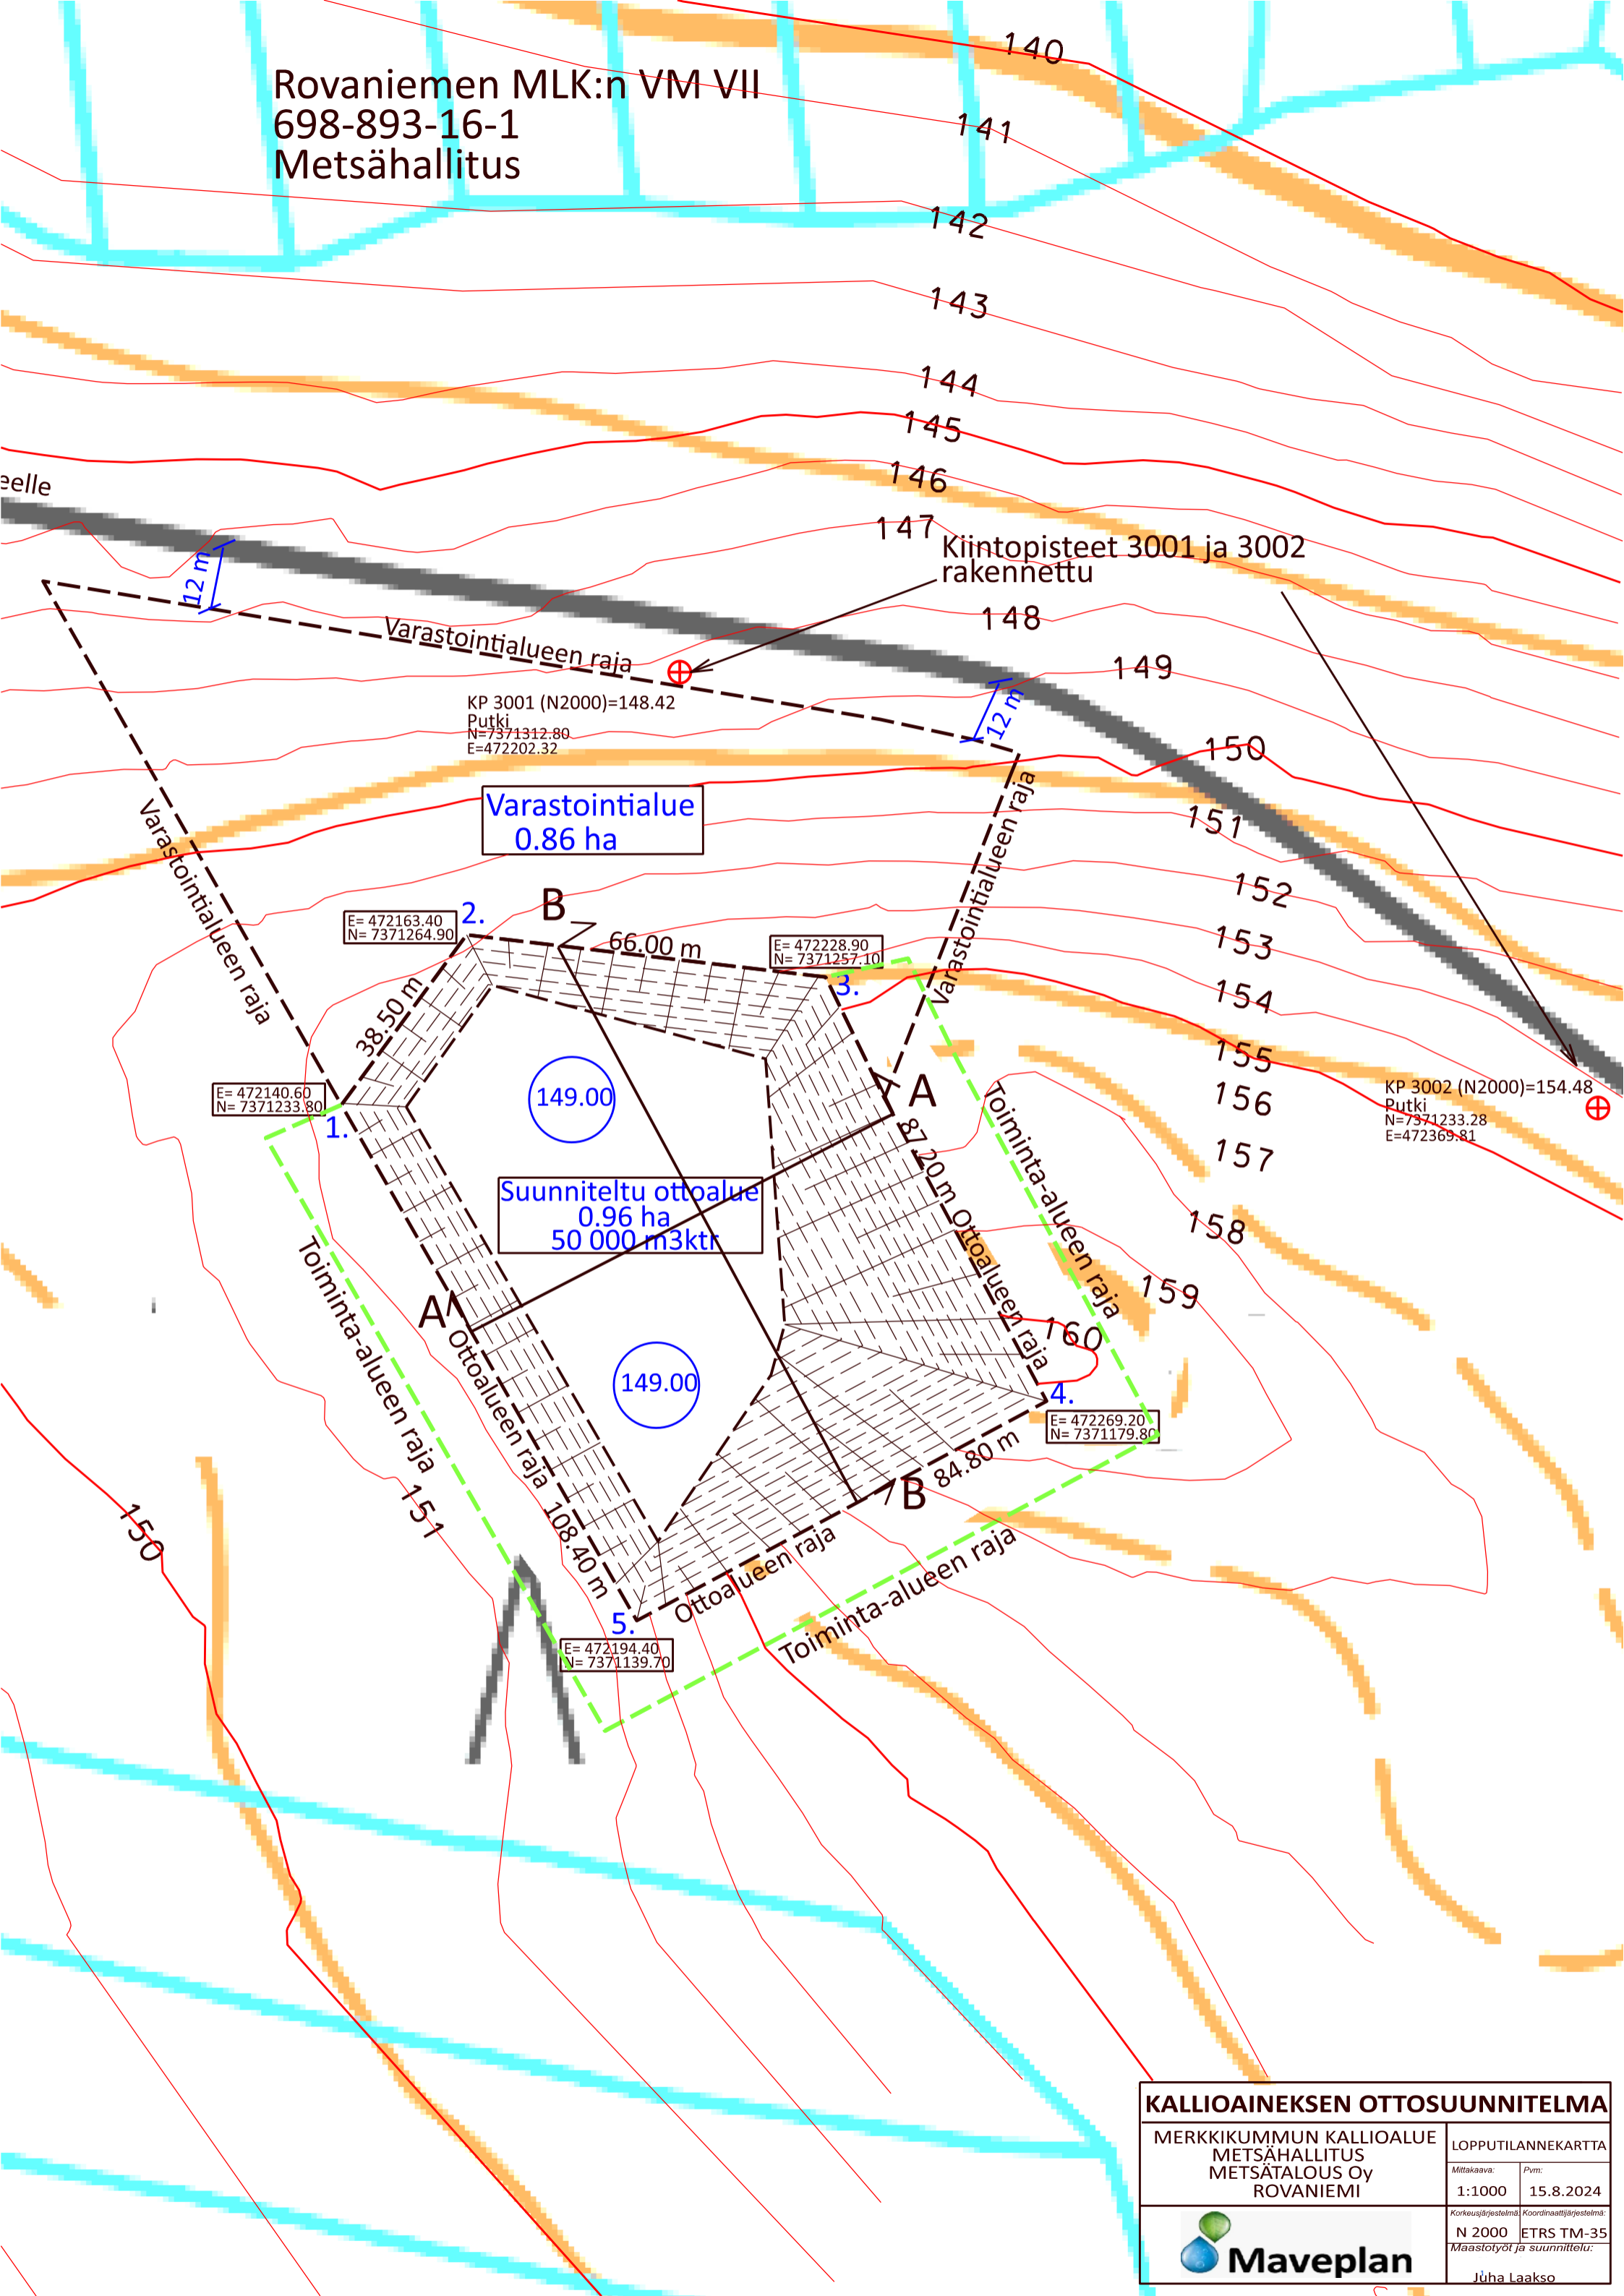 140
Rovaniemen MLK:n VM VII
698-893-16-1
Metsähallitus
141
142
143
144
145
146
eelle
147
Kiintopisteet 3001 ja 3002
rakennettu
12 m
148
Varastointialueen raja
149
KP 3001 (N2000)=148.42
Putki
N=7371312.80
E=472202.32
12 m
150
Varastointialue
0.86 ha
151
Varastointialueen raja
Varastointialueen raja
152
B
2.
E= 472163.40
N= 7371264.90
66.00 m
E= 472228.90
N= 7371257.10
3.
153
154
38.50 m
155
A
E= 472140.60
N= 7371233.80
1.
149.00
156
KP 3002 (N2000)=154.48
Putki
N=7371233.28
E=472369.81
87.20 m
Ottoalueen raja
Toiminta-alueen raja
157
Suunniteltu ottoalue
0.96 ha
50 000 m3ktr
158
159
A
160
Toiminta-alueen raja
Ottoalueen raja
108.40 m
149.00
4.
E= 472269.20
N= 7371179.80
84.80 m
B
150
151
Ottoalueen raja
Toiminta-alueen raja
5.
E= 472194.40
N= 7371139.70
KALLIOAINEKSEN OTTOSUUNNITELMA
MERKKIKUMMUN KALLIOALUE
METSÄHALLITUS
METSÄTALOUS Oy
ROVANIEMI
LOPPUTILANNEKARTTA
Mittakaava: Pvm:
1:1000 15.8.2024
Korkeusjärjestelmä: Koordinaattijärjestelmä:
N 2000 ETRS TM-35
Maastotyöt ja suunnittelu:
Juha Laakso
Maveplan